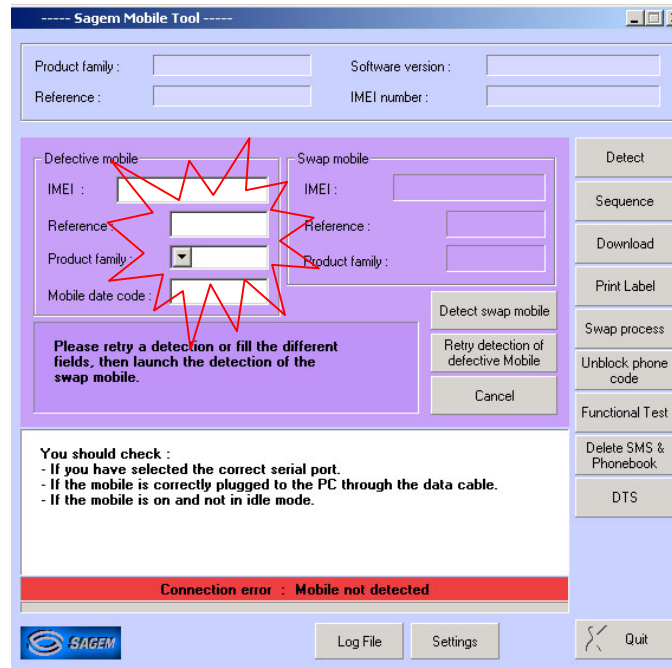 ----- Sagem Mobile Tool -----
Product family :
Software version :
Reference :
IMEI number :
Defective mobile
IMEI :
Reference :
Product family :
Mobile date code :
Swap mobile
IMEI :
Reference :
Product family :
Detect swap mobile
Retry detection of
defective Mobile
Cancel
Please retry a detection or fill the different
fields, then launch the detection of the
swap mobile.
Detect
Sequence
Download
Print Label
Swap process
Unblock phone
code
Functional Test
Delete SMS &
Phonebook
DTS
You should check :
- If you have selected the correct serial port.
- If the mobile is correctly plugged to the PC through the data cable.
- If the mobile is on and not in idle mode.
Connection error : Mobile not detected
SAGEM
Log File
Settings
Quit